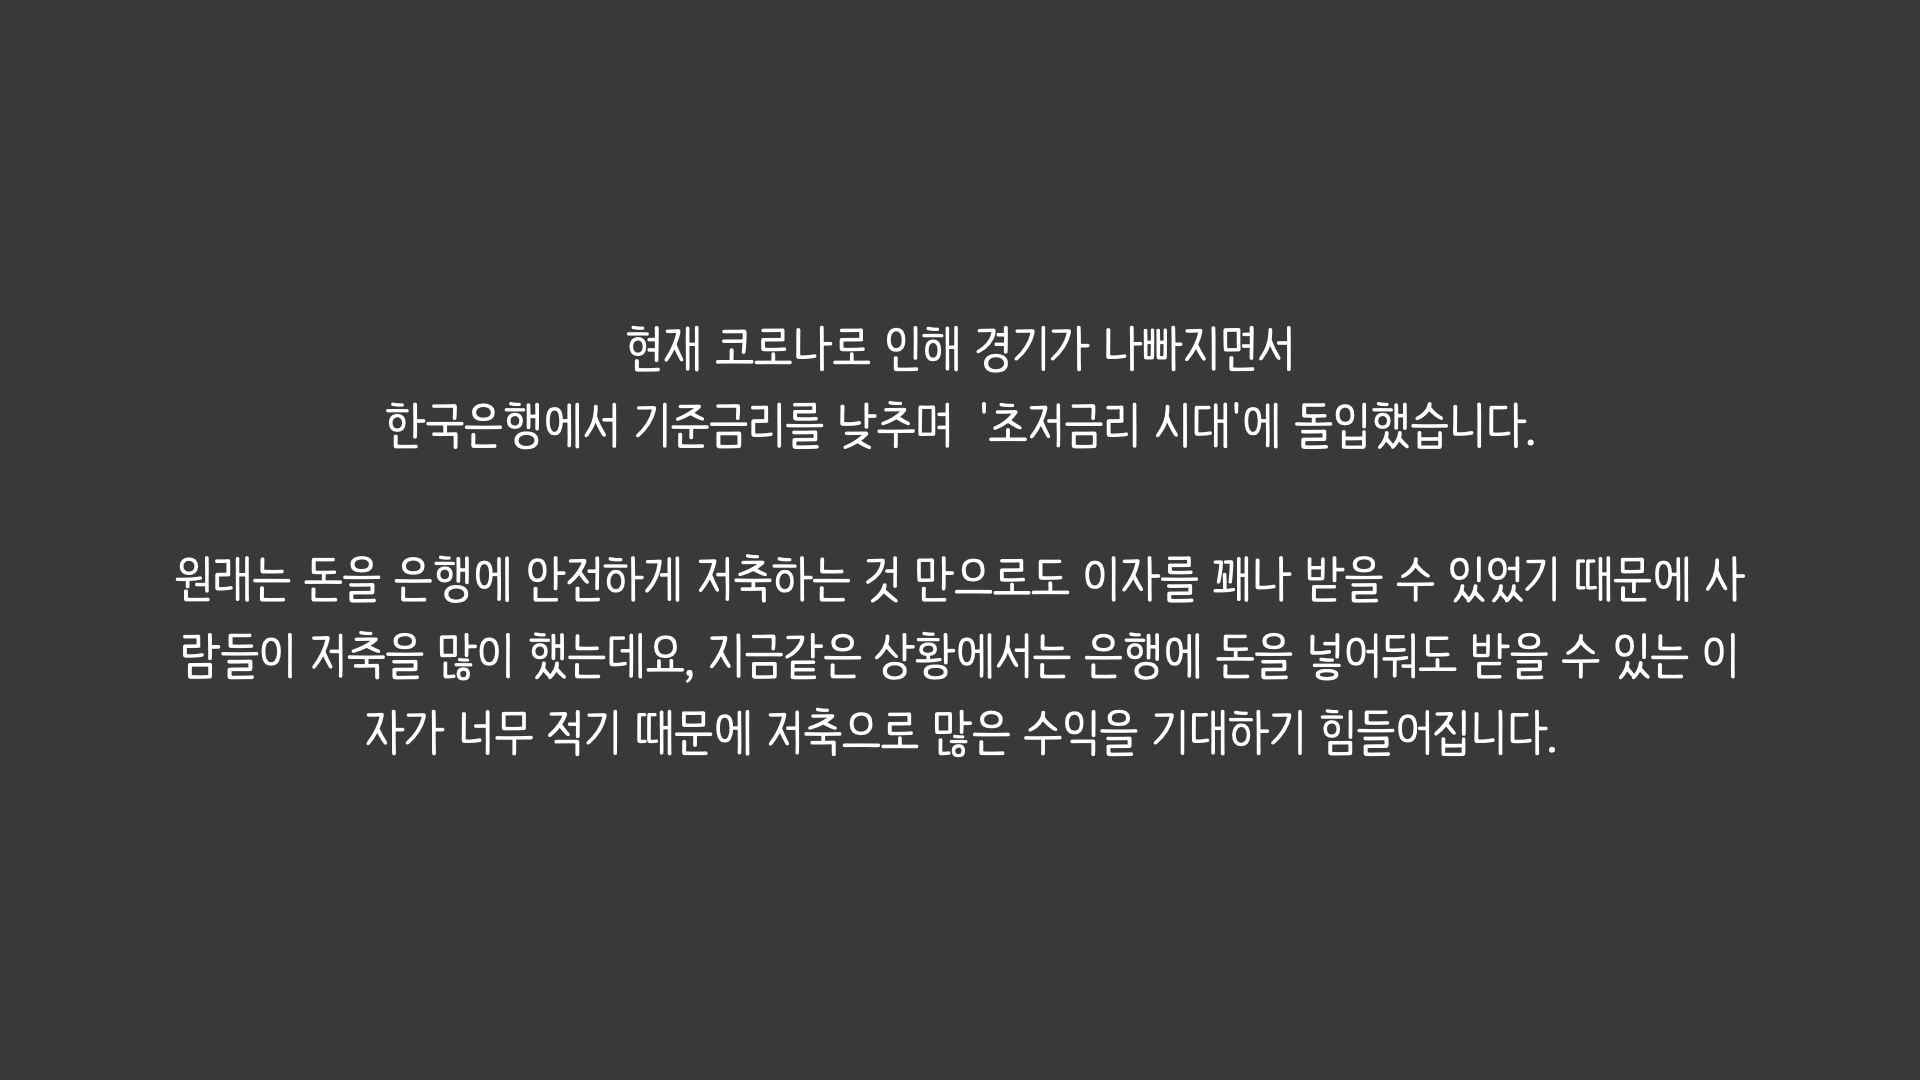 현재 코로나로 인해 경기가 나빠지면서
한국은행에서 기준금리를 낮추며  '초저금리 시대'에 돌입했습니다.
원래는 돈을 은행에 안전하게 저축하는 것 만으로도 이자를 꽤나 받을 수 있었기 때문에 사
람들이 저축을 많이 했는데요, 지금같은 상황에서는 은행에 돈을 넣어둬도 받을 수 있는 이
자가 너무 적기 때문에 저축으로 많은 수익을 기대하기 힘들어집니다.